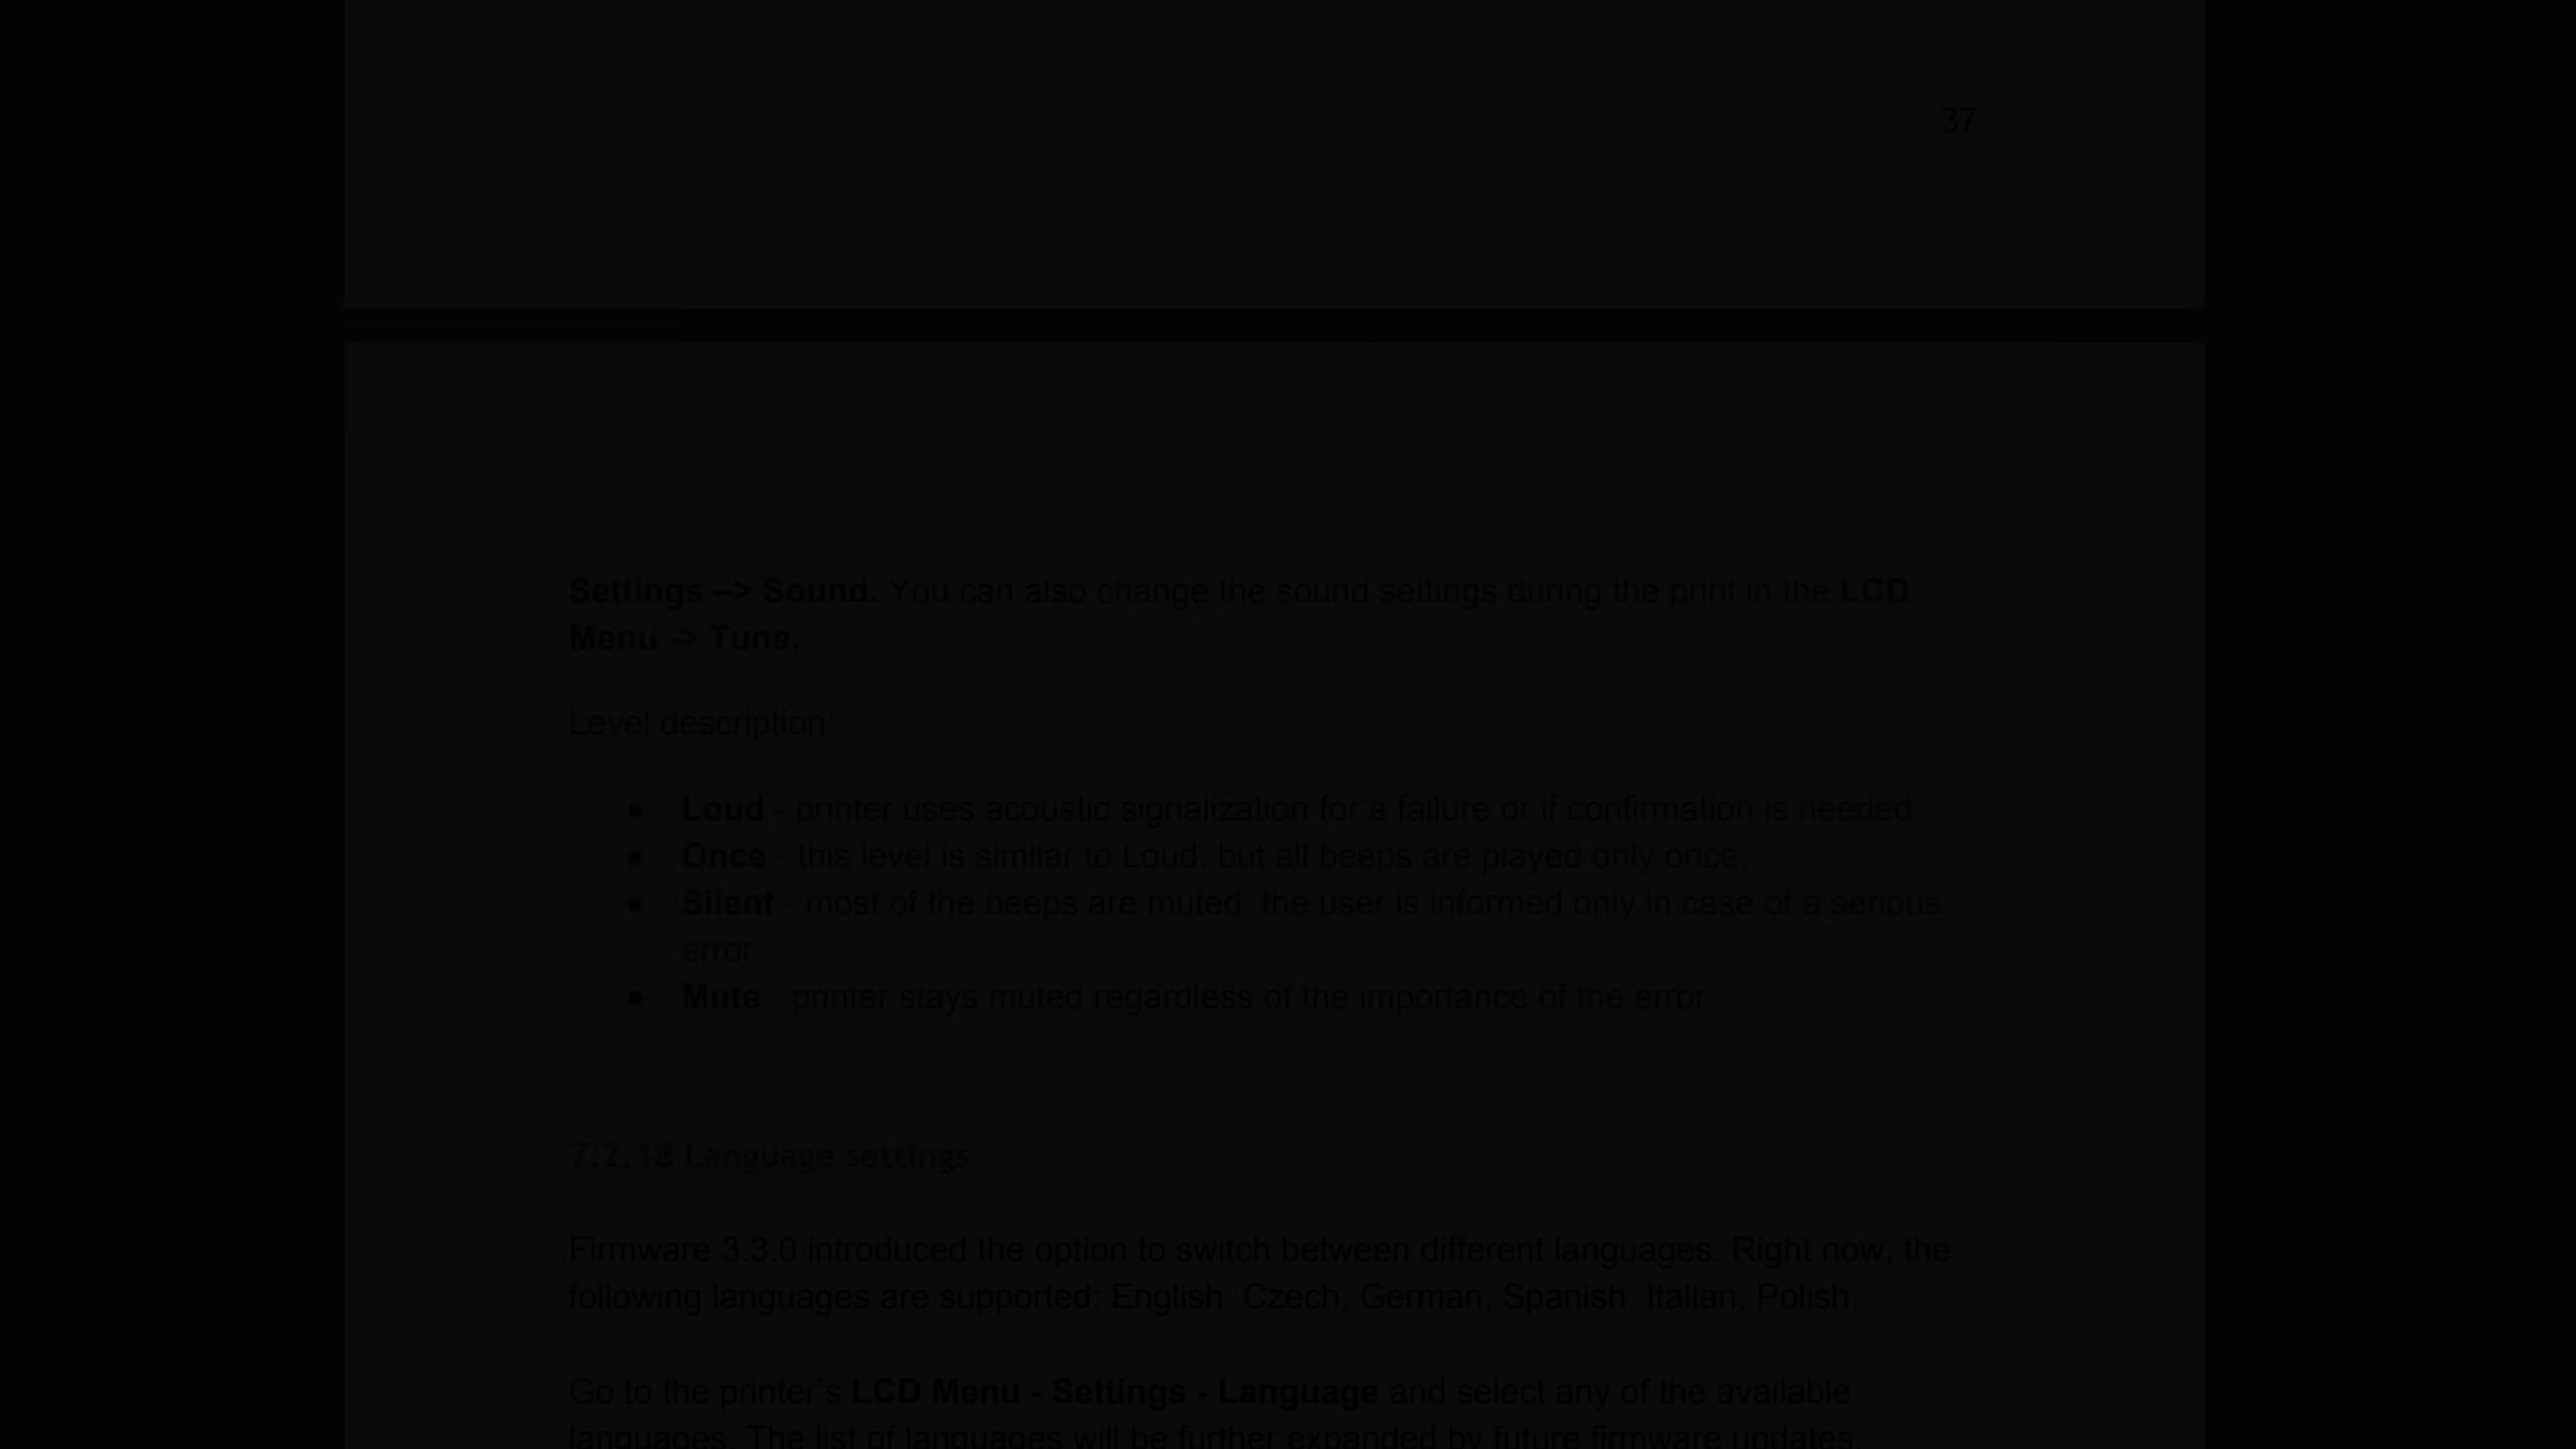 37
Settings –> Sound. You can also change the sound settings during the print in the LCD
Menu -> Tune.
Level description:
● Loud - printer uses acoustic signalization for a failure or if confirmation is needed
● Once - this level is similar to Loud, but all beeps are played only once.
● Silent - most of the beeps are muted, the user is informed only in case of a serious
error
● Mute - printer stays muted regardless of the importance of the error
7.2.18 Language settings
Firmware 3.3.0 introduced the option to switch between different languages. Right now, the
following languages are supported: English, Czech, German, Spanish, Italian, Polish.
Go to the printer's LCD Menu - Settings - Language and select any of the available
languages. The list of languages will be further expanded by future firmware updates.